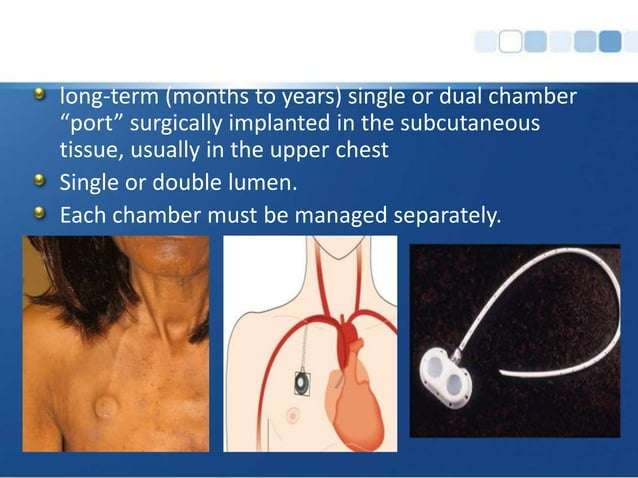 long-term (months to years) single or dual chamber
“port” surgically implanted in the subcutaneous
tissue, usually in the upper chest
Single or double lumen.
Each chamber must be managed separately.